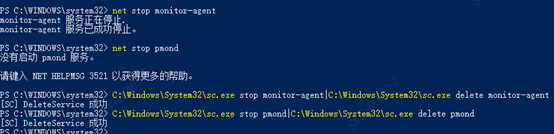 PS C:\WINDOWS\system32> net stop monitor-agent
monitor-agent 服务正在停止.
monitor-agent 服务已成功停止。
PS C:\WINDOWS\system32> net stop pmond
没有启动 pmond 服务。
请键入 NET HELPMSG 3521 以获得更多的帮助。
PS C:\WINDOWS\system32> C:\Windows\System32\sc.exe stop monitor-agent|C:\Windows\System32\sc.exe delete monitor-agent
[SC] DeleteService 成功
PS C:\WINDOWS\system32> C:\Windows\System32\sc.exe stop pmond|C:\Windows\System32\sc.exe delete pmond
[SC] DeleteService 成功